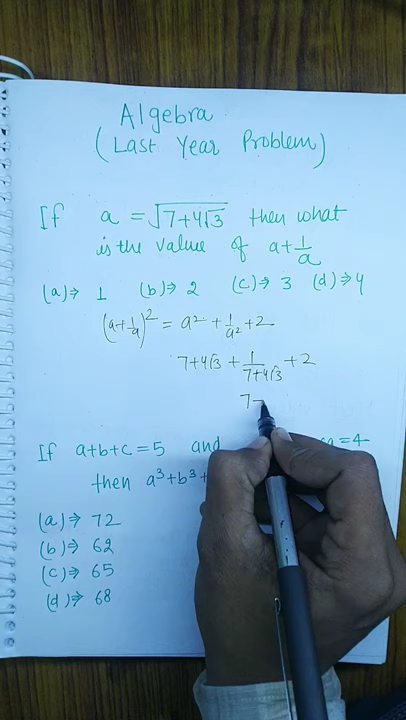 Algebra
(Last Year Problem)
If a = √7+4√3 then what
is the value of a+1/a
(a)⇒ 1 (b)⇒ 2 (c)⇒ 3 (d)⇒ 4
(a+1/a)² = a² + 1/a² + 2
7+4√3 + 1/7+4√3 + 2
7-
If a+b+c=5 and ca=4
then a³+b³+
(a)⇒ 72
(b)⇒ 62
(c)⇒ 65
(d)⇒ 68